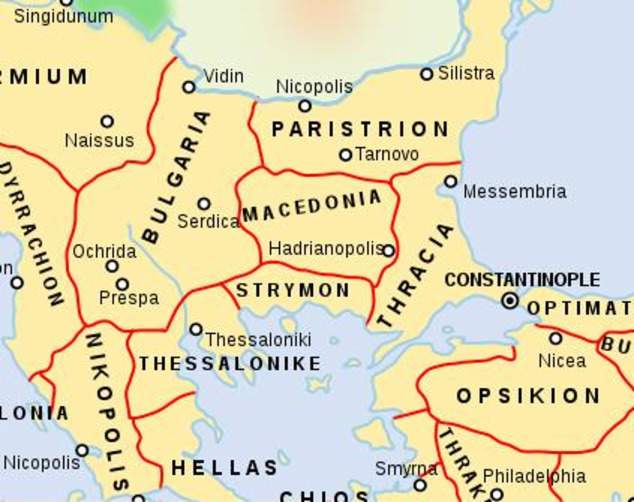 Singidunum
RMIUM
Vidin
Silistra
Nicopolis
Naissus
PARISTRION
Tarnovo
DYRRACHION
BULGARIA
Messembria
MACEDONIA
Serdica
Ochrida
Hadrianopolis
THRACIA
on
Prespa
STRYMON
CONSTANTINOPLE
OPTIMAT
Thessaloniki
NIKOPOLIS
THESSALONIKE
Nicea
BU
OPSIKION
LONIA
Nicopolis
HELLAS
Smyrna
THRAK
Philadelphia
CHIOS